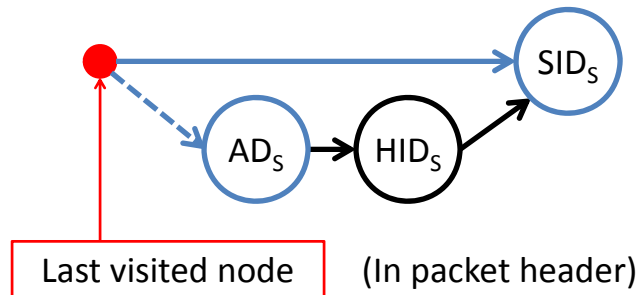 SIDₛ
ADₛ
HIDₛ
Last visited node
(In packet header)